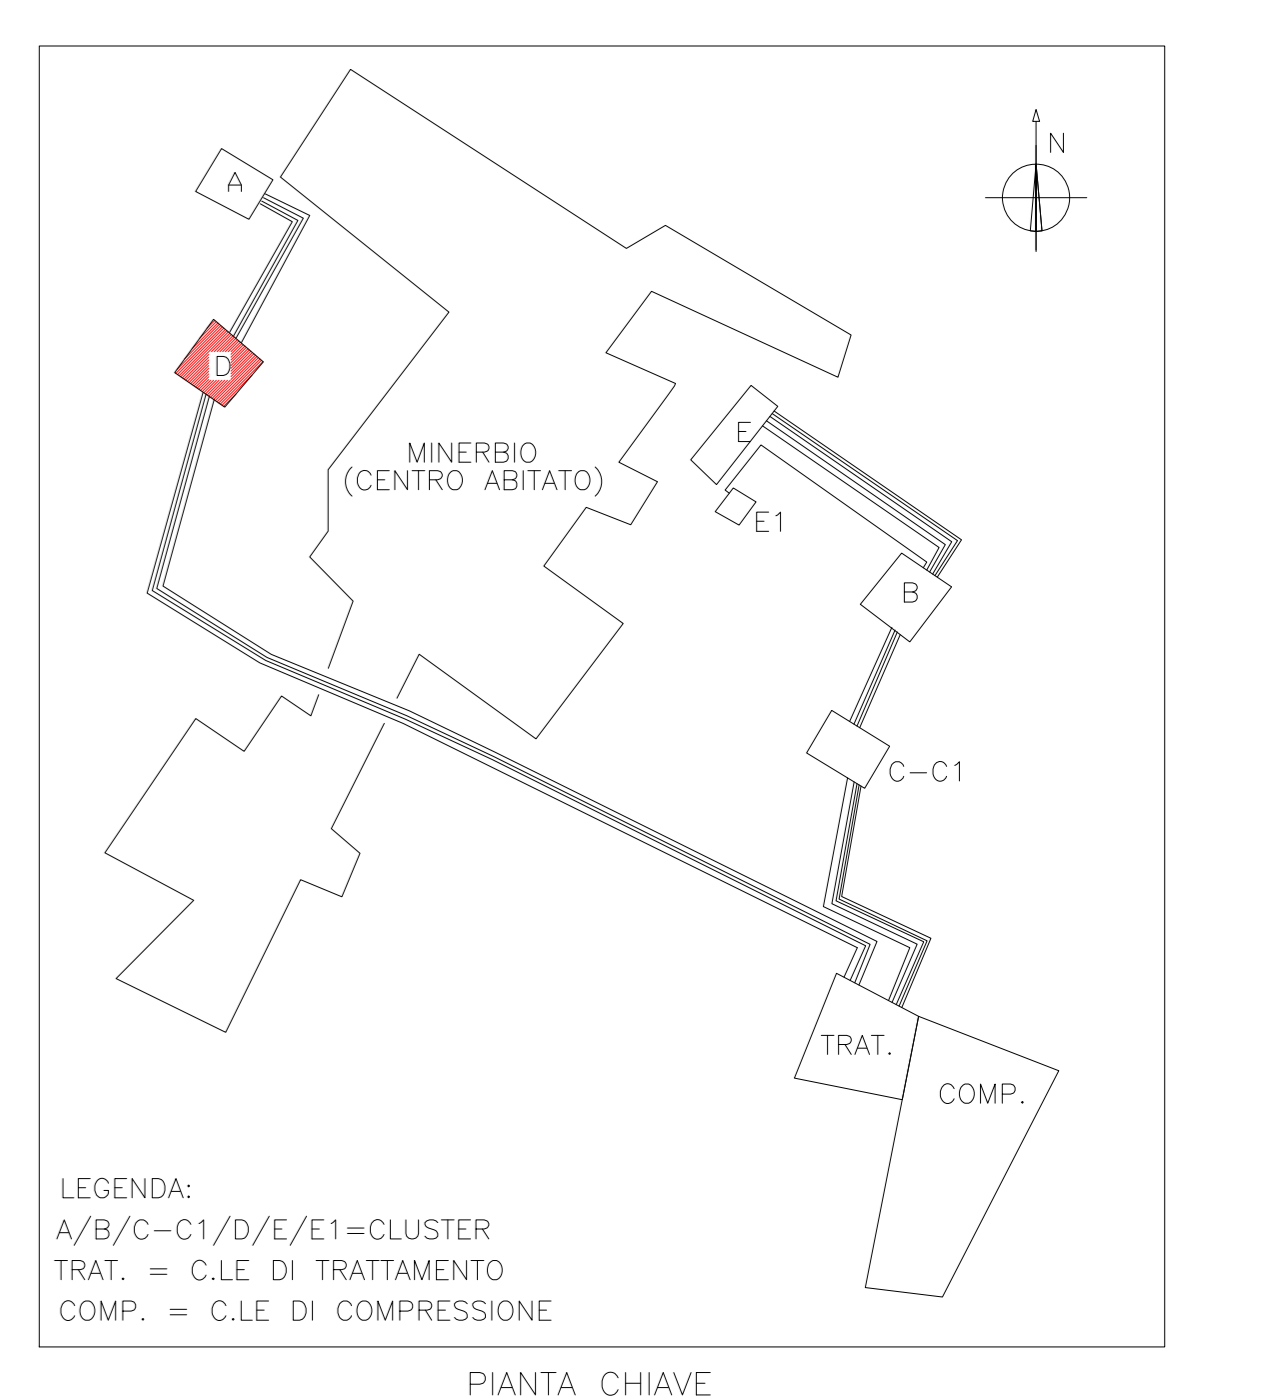 N
A
D
MINERBIO
(CENTRO ABITATO)
E
E1
B
C-C1
TRAT.
COMP.
LEGENDA:
A/B/C-C1/D/E/E1=CLUSTER
TRAT. = C.LE DI TRATTAMENTO
COMP. = C.LE DI COMPRESSIONE
PIANTA CHIAVE